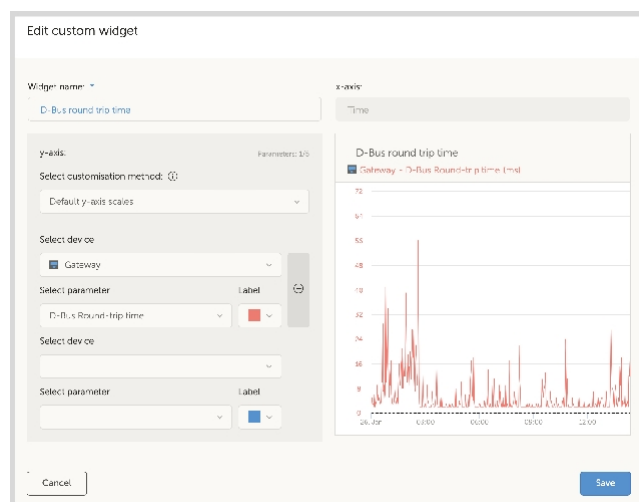 Edit custom widget
Widget name: *
x-axis:
D-Bus round trip time
Time
y-axis:
Parameters: 1/6
Select customisation method:
Default y-axis scales
Select device
Gateway
Select parameter
Label
D-Bus Round-trip time
Select device
Select parameter
Label
D-Bus round trip time
Gateway - D-Bus Round-trip time (ms)
72
64
56
48
40
32
24
16
8
0
26. Jan
03:00
06:00
09:00
12:00
Cancel
Save